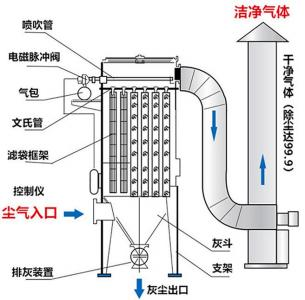 洁净气体
喷吹管
电磁脉冲阀
气包
文氏管
滤袋框架
控制仪
尘气入口
排灰装置
灰尘出口
灰斗
支架
干净气体（除尘达99.9）